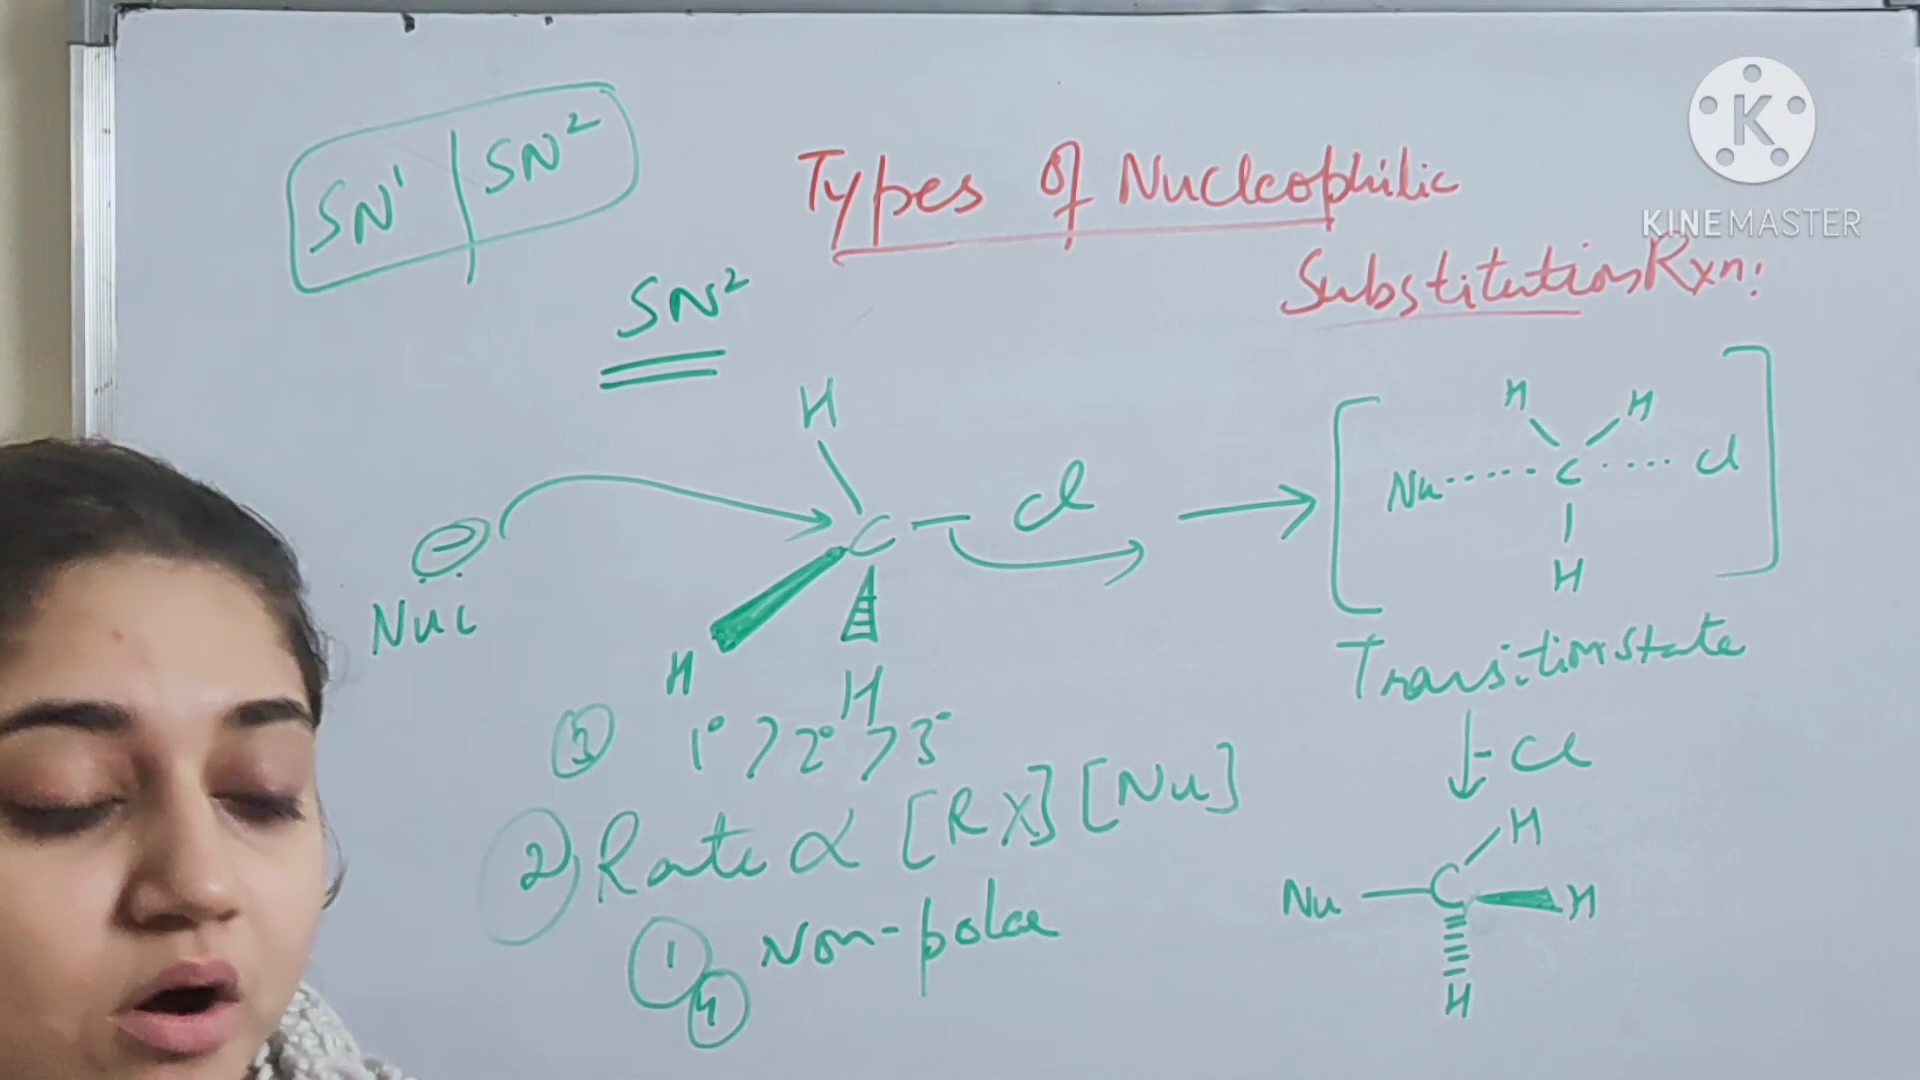 SN¹ | SN²
Types of Nucleophilic
Substitution Rxn:
KINEMASTER
SN²
H
Nuc
C – Cl
H
H
[Nu.....C....Cl]
H H
H
Transition state
- Cl
③ 1° > 2° > 3°
② Rate ∝ [RX] [Nu]
① Non-polar
④
H
Nu – C
H
H